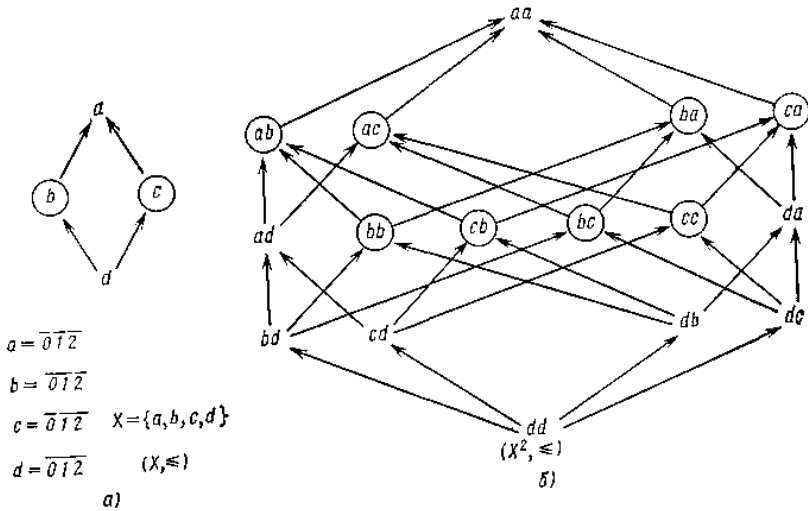 aa
a
ab ac ba ca
b c
ad bb cb bc cc da
d
bd cd db dc
a = 0̅ 1̅ 2̅
b = 0̅ 1̅ 2̅
c = 0̅ 1̅ 2̅ X = {a, b, c, d}
dd
(X², ≤)
d = 0̅ 1̅ 2̅ (X, ≤)
а) б)